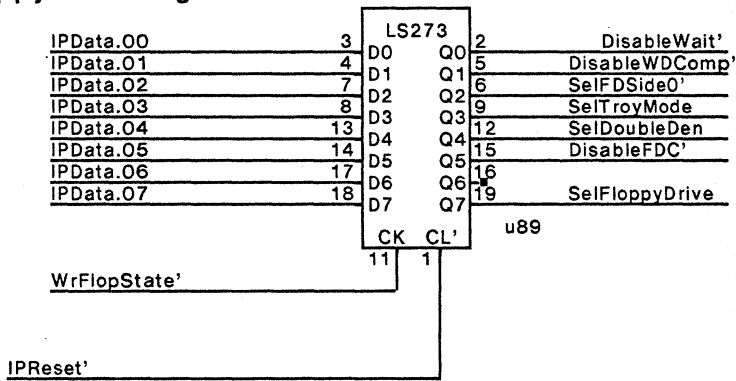 LS273
IPData.00 3 D0 Q0 2 DisableWait'
IPData.01 4 D1 Q1 5 DisableWDComp'
IPData.02 7 D2 Q2 6 SelFDSide0'
IPData.03 8 D3 Q3 9 SelTroyMode
IPData.04 13 D4 Q4 12 SelDoubleDen
IPData.05 14 D5 Q5 15 DisableFDC'
IPData.06 17 D6 Q6 16
IPData.07 18 D7 Q7 19 SelFloppyDrive
u89
CK CL'
11 1
WrFlopState'
IPReset'